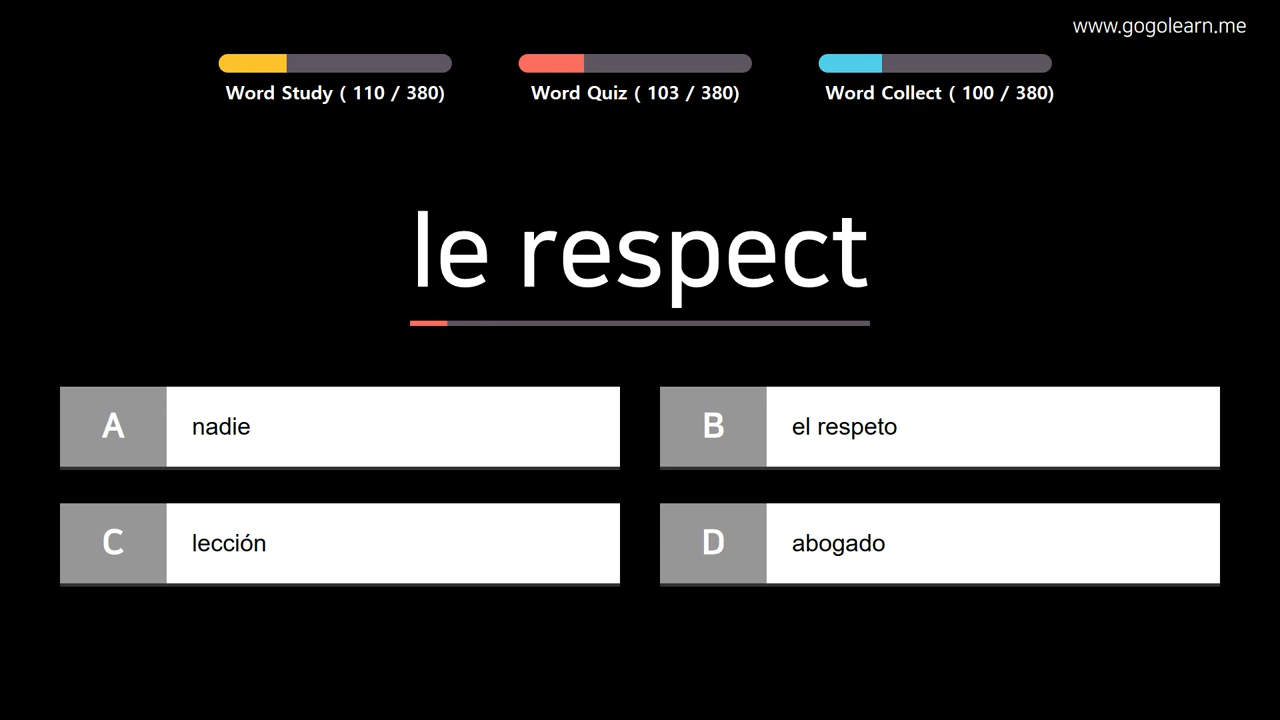 www.gogolearn.me
Word Study ( 110 / 380)
Word Quiz ( 103 / 380)
Word Collect ( 100 / 380)
le respect
A nadie
B el respeto
C lección
D abogado